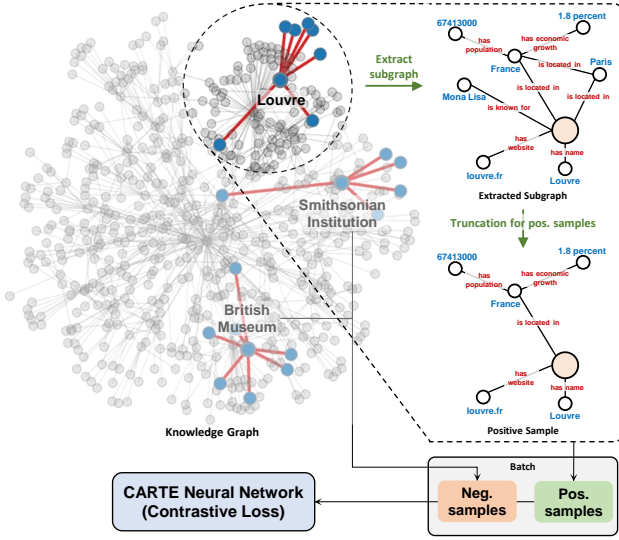 67413000
1.8 percent
has
population
has economic
growth
France
is located in
Paris
Extract
subgraph
is located in
Mona Lisa
is known for
is located in
Louvre
has
website
has name
louvre.fr
Louvre
Extracted Subgraph
Smithsonian
Institution
Truncation for pos. samples
67413000
1.8 percent
has
population
has economic
growth
France
British
Museum
is located in
has
website
has name
louvre.fr
Louvre
Knowledge Graph
Positive Sample
Batch
CARTE Neural Network
(Contrastive Loss)
Neg.
samples
Pos.
samples